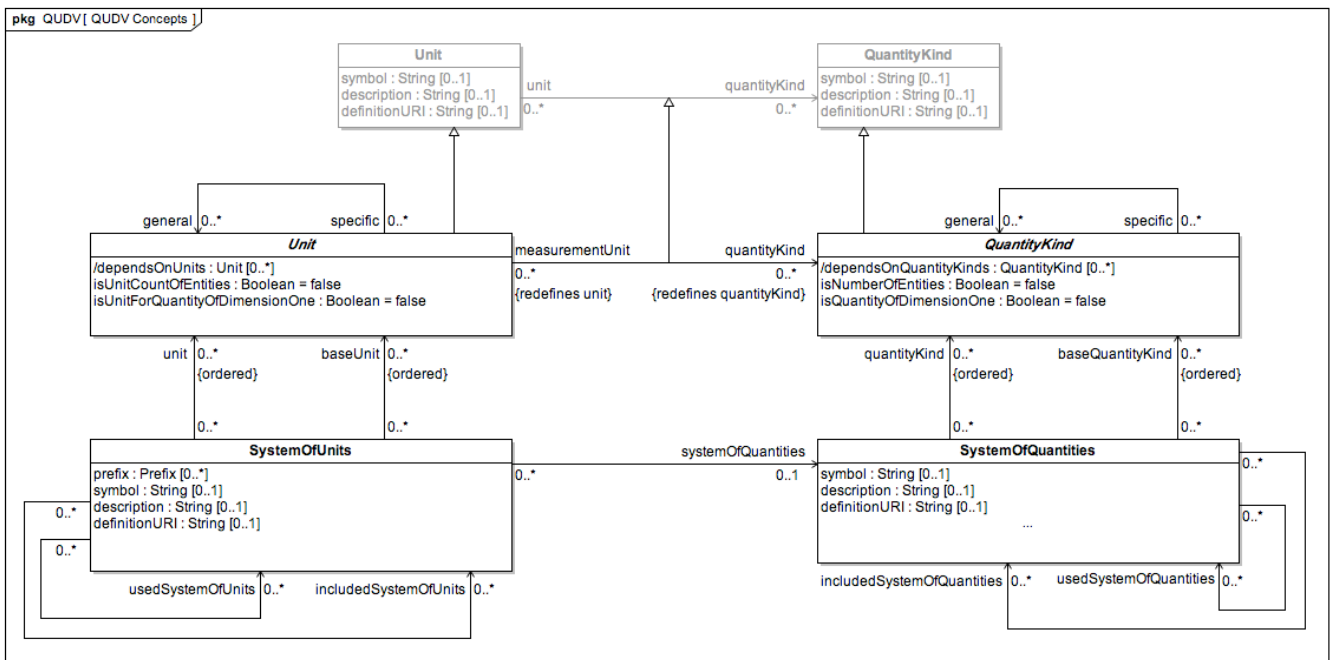 pkg QUDV [ QUDV Concepts ]
Unit
symbol : String [0..1]
description : String [0..1]
definitionURI : String [0..1]
unit
0..*
quantityKind
0..*
QuantityKind
symbol : String [0..1]
description : String [0..1]
definitionURI : String [0..1]
general 0..*
specific 0..*
Unit
/dependsOnUnits : Unit [0..*]
isUnitCountOfEntities : Boolean = false
isUnitForQuantityOfDimensionOne : Boolean = false
measurementUnit
0..*
{redefines unit}
quantityKind
0..*
{redefines quantityKind}
general 0..*
specific 0..*
QuantityKind
/dependsOnQuantityKinds : QuantityKind [0..*]
isNumberOfEntities : Boolean = false
isQuantityOfDimensionOne : Boolean = false
unit 0..*
{ordered}
0..*
baseUnit 0..*
{ordered}
0..*
quantityKind 0..*
{ordered}
0..*
baseQuantityKind 0..*
{ordered}
0..*
SystemOfUnits
prefix : Prefix [0..*]
symbol : String [0..1]
description : String [0..1]
definitionURI : String [0..1]
0..*
0..*
0..*
systemOfQuantities
0..1
SystemOfQuantities
symbol : String [0..1]
description : String [0..1]
definitionURI : String [0..1]
...
0..*
0..*
usedSystemOfUnits 0..*
includedSystemOfUnits 0..*
includedSystemOfQuantities 0..*
usedSystemOfQuantities 0..*